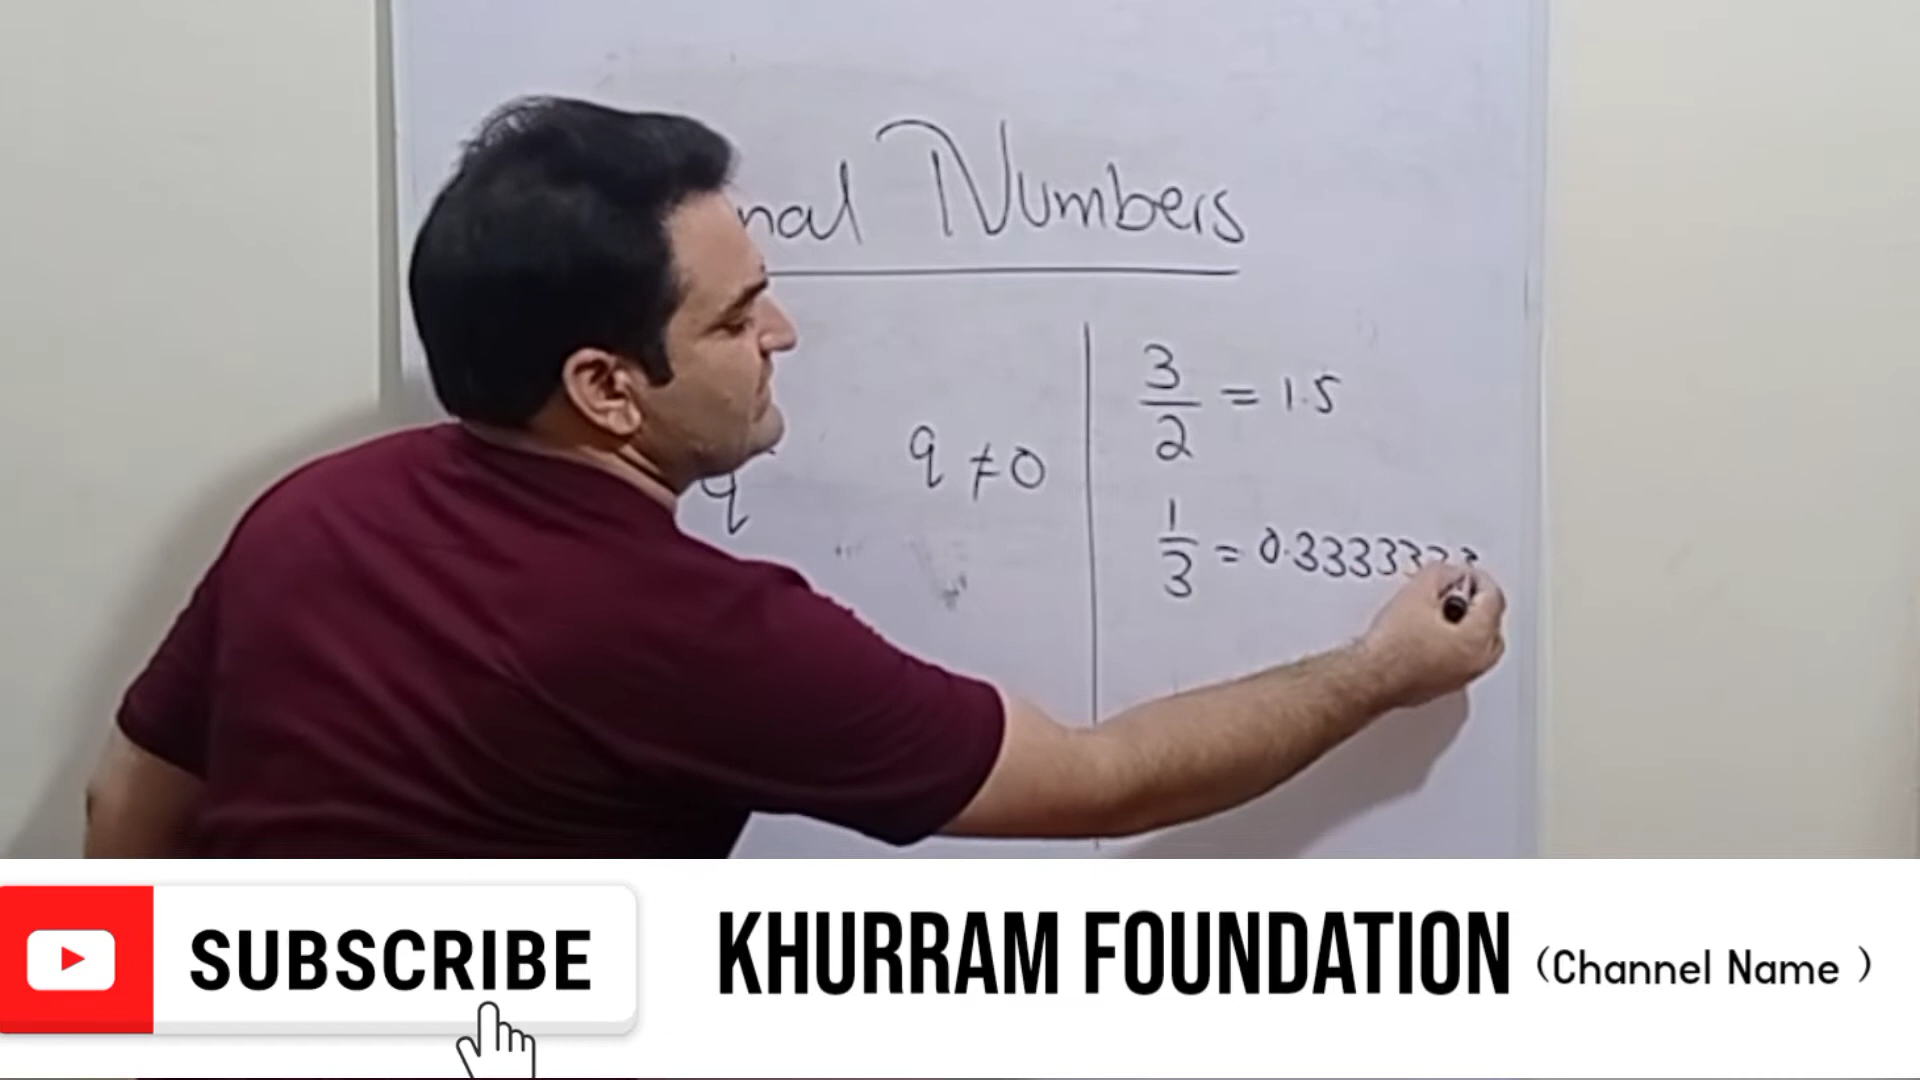 nal Numbers
3/2 = 1.5
q q ≠ 0
1/3 = 0.333333
SUBSCRIBE
KHURRAM FOUNDATION (Channel Name )